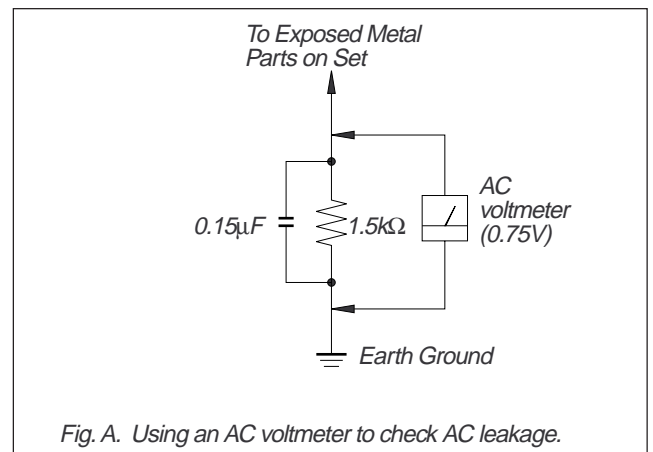 To Exposed Metal
Parts on Set
0.15μF
1.5kΩ
AC
voltmeter
(0.75V)
Earth Ground
Fig. A. Using an AC voltmeter to check AC leakage.